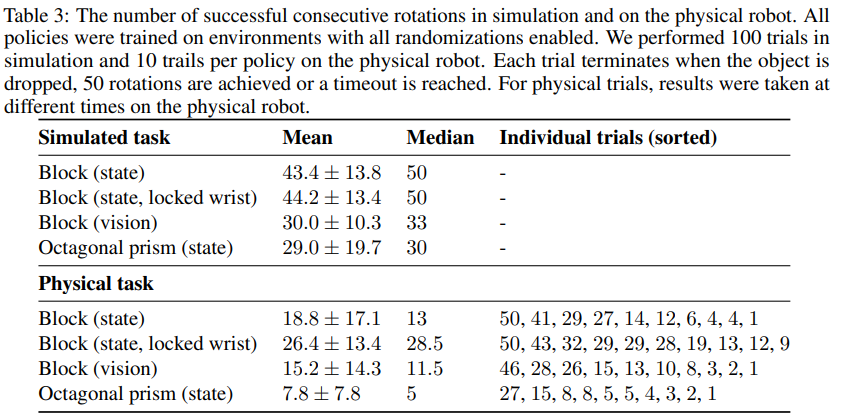 Table 3: The number of successful consecutive rotations in simulation and on the physical robot. All
policies were trained on environments with all randomizations enabled. We performed 100 trials in
simulation and 10 trails per policy on the physical robot. Each trial terminates when the object is
dropped, 50 rotations are achieved or a timeout is reached. For physical trials, results were taken at
different times on the physical robot.
Simulated task Mean Median Individual trials (sorted)
Block (state) 43.4 ± 13.8 50 -
Block (state, locked wrist) 44.2 ± 13.4 50 -
Block (vision) 30.0 ± 10.3 33 -
Octagonal prism (state) 29.0 ± 19.7 30 -
Physical task
Block (state) 18.8 ± 17.1 13 50, 41, 29, 27, 14, 12, 6, 4, 4, 1
Block (state, locked wrist) 26.4 ± 13.4 28.5 50, 43, 32, 29, 29, 28, 19, 13, 12, 9
Block (vision) 15.2 ± 14.3 11.5 46, 28, 26, 15, 13, 10, 8, 3, 2, 1
Octagonal prism (state) 7.8 ± 7.8 5 27, 15, 8, 8, 5, 5, 4, 3, 2, 1